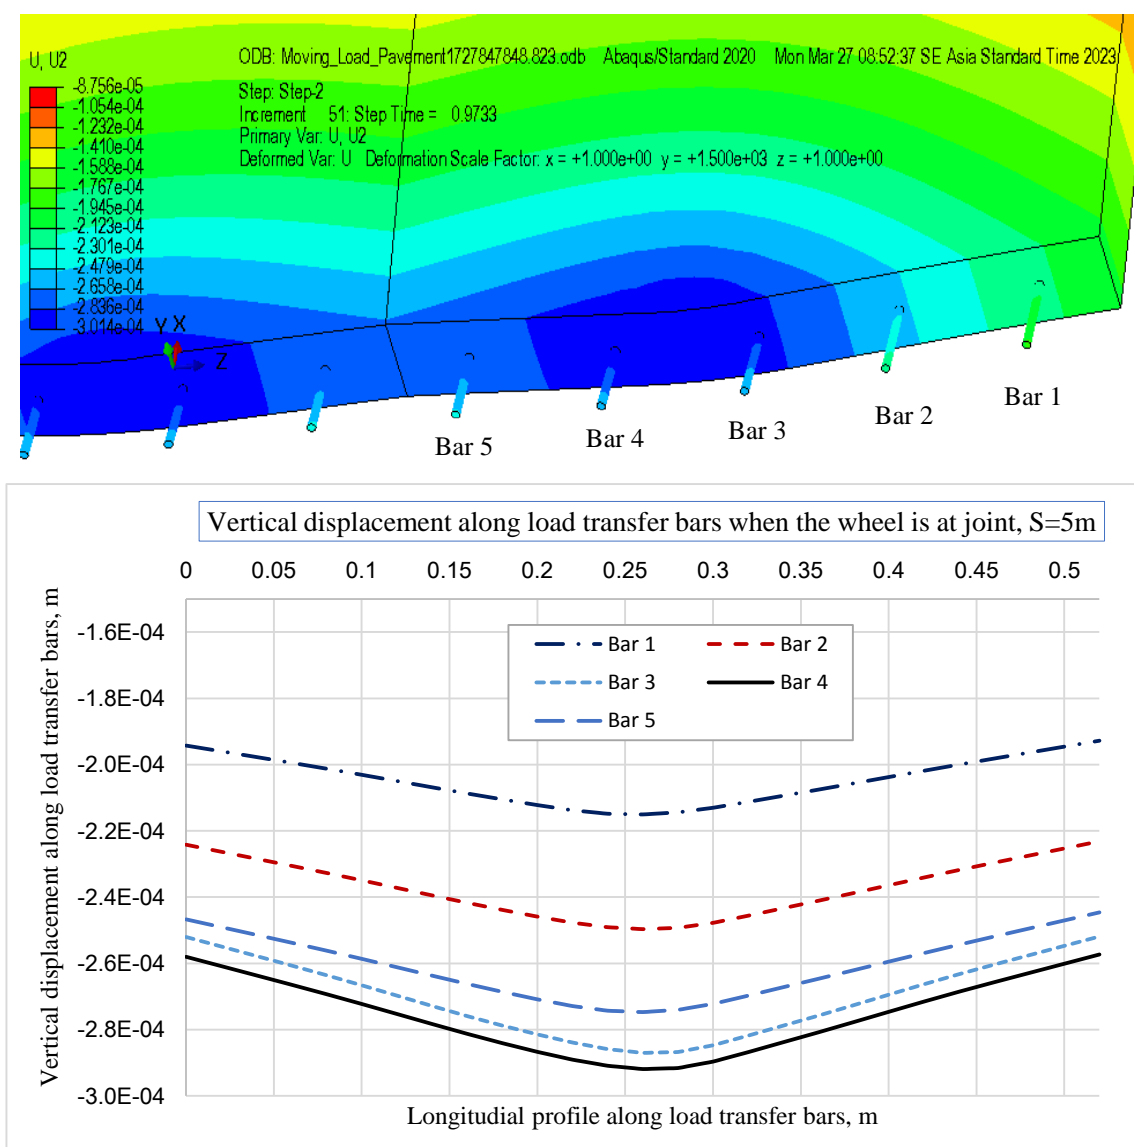 U, U2
ODB: Moving_Load_Pavement1727847848.823.odb Abaqus/Standard 2020 Mon Mar 27 08:52:37 SE Asia Standard Time 2023
-8.756e-05
-1.054e-04
-1.232e-04
-1.410e-04
-1.588e-04
-1.767e-04
-1.945e-04
-2.123e-04
-2.301e-04
-2.479e-04
-2.658e-04
-2.836e-04
-3.014e-04
Step: Step-2
Increment 51: Step Time = 0.9733
Primary Var: U, U2
Deformed Var: U Deformation Scale Factor: x = +1.000e+00 y = +1.500e+03 z = +1.000e+00
Y X
Z
Bar 5
Bar 4
Bar 3
Bar 2
Bar 1
Vertical displacement along load transfer bars when the wheel is at joint, S=5m
0 0.05 0.1 0.15 0.2 0.25 0.3 0.35 0.4 0.45 0.5
Vertical displacement along load transfer bars, m
-1.6E-04
-1.8E-04
-2.0E-04
-2.2E-04
-2.4E-04
-2.6E-04
-2.8E-04
-3.0E-04
Bar 1 Bar 2
Bar 3 Bar 4
Bar 5
Longitudial profile along load transfer bars, m